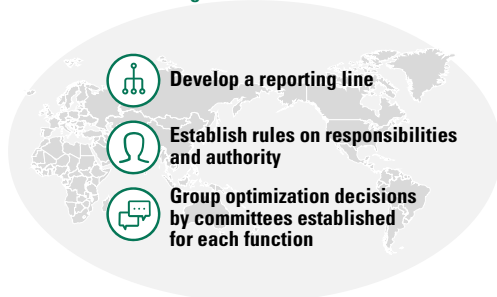 Develop a reporting line
Establish rules on responsibilities
and authority
Group optimization decisions
by committees established
for each function